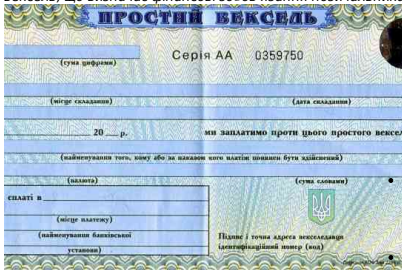 ПРОСТИЙ ВЕКСЕЛЬ
Серія АА 0359750
(сума цифрами)
(місце складання) (дата складання)
20 р. ми заплатимо проти цього простого вексел
(найменування того, кому або за наказом кого платіж повинен бути здійснений)
(валюта) (сума словами)
сплаті в
(місце платежу)
(найменування банківської Підпис і точна адреса векселедавця
установи) ідентифікаційний номер (код)